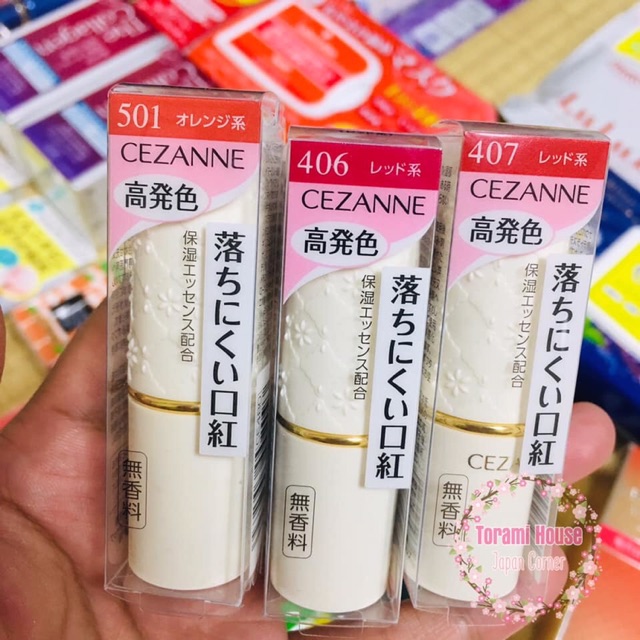 501 オレンジ系
CEZANNE
高発色
保湿エッセンス配合
落ちにくい口紅
無香料
406 レッド系
CEZANNE
高発色
保湿エッセンス配合
落ちにくい口紅
無香料
407 レッド系
CEZANNE
高発色
保湿エッセンス配合
落ちにくい口紅
CEZ
無香料
マスク
Torami House
Japan Corner